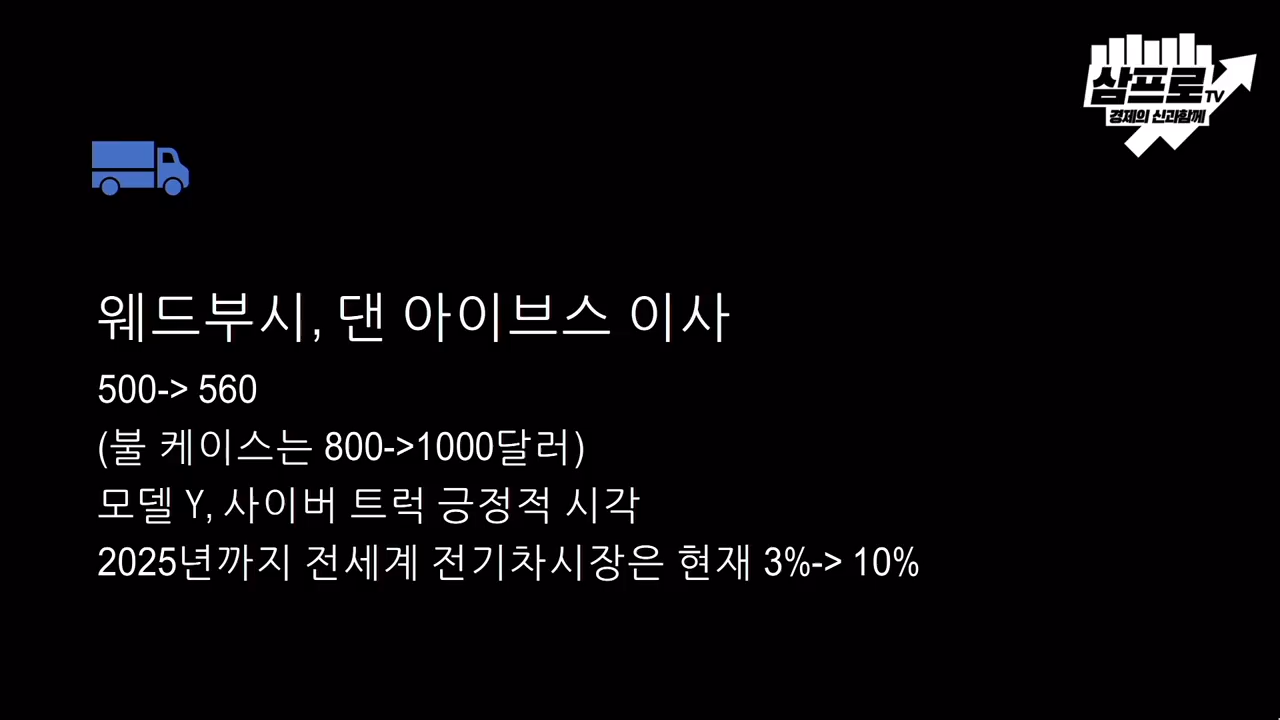 삼프로TV
경제의 신과함께
웨드부시, 댄 아이브스 이사
500-> 560
(불 케이스는 800->1000달러)
모델 Y, 사이버 트럭 긍정적 시각
2025년까지 전세계 전기차시장은 현재 3%-> 10%